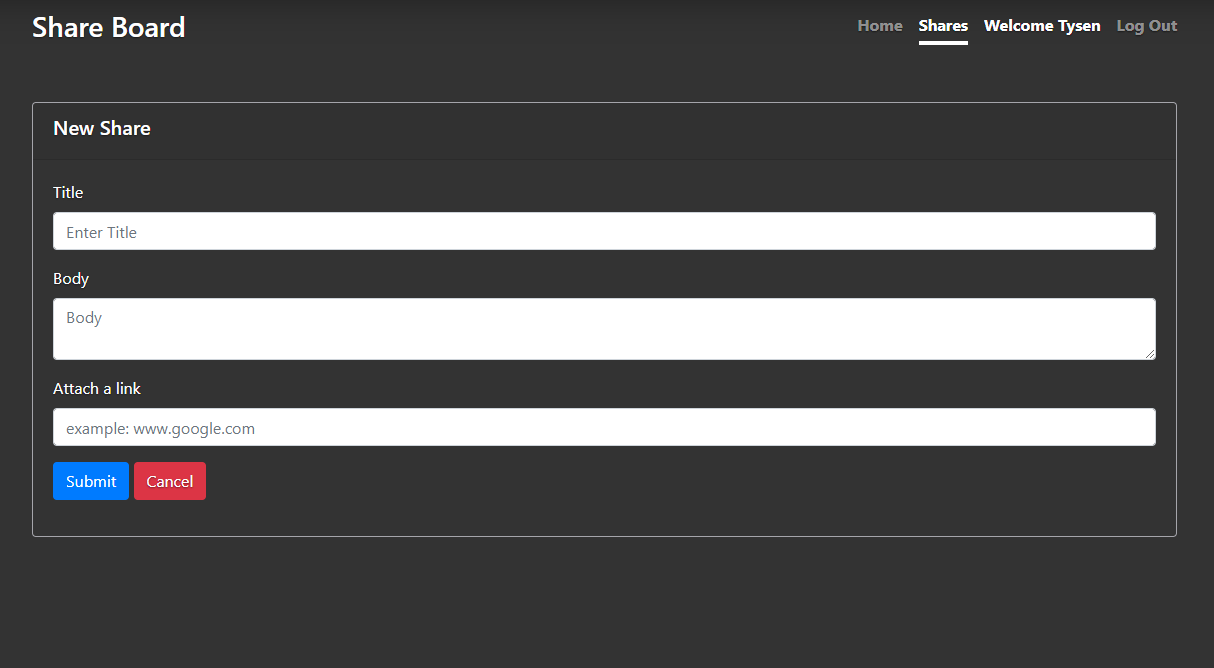 Share Board
Home Shares Welcome Tysen Log Out
New Share
Title
Enter Title
Body
Body
Attach a link
example: www.google.com
Submit Cancel